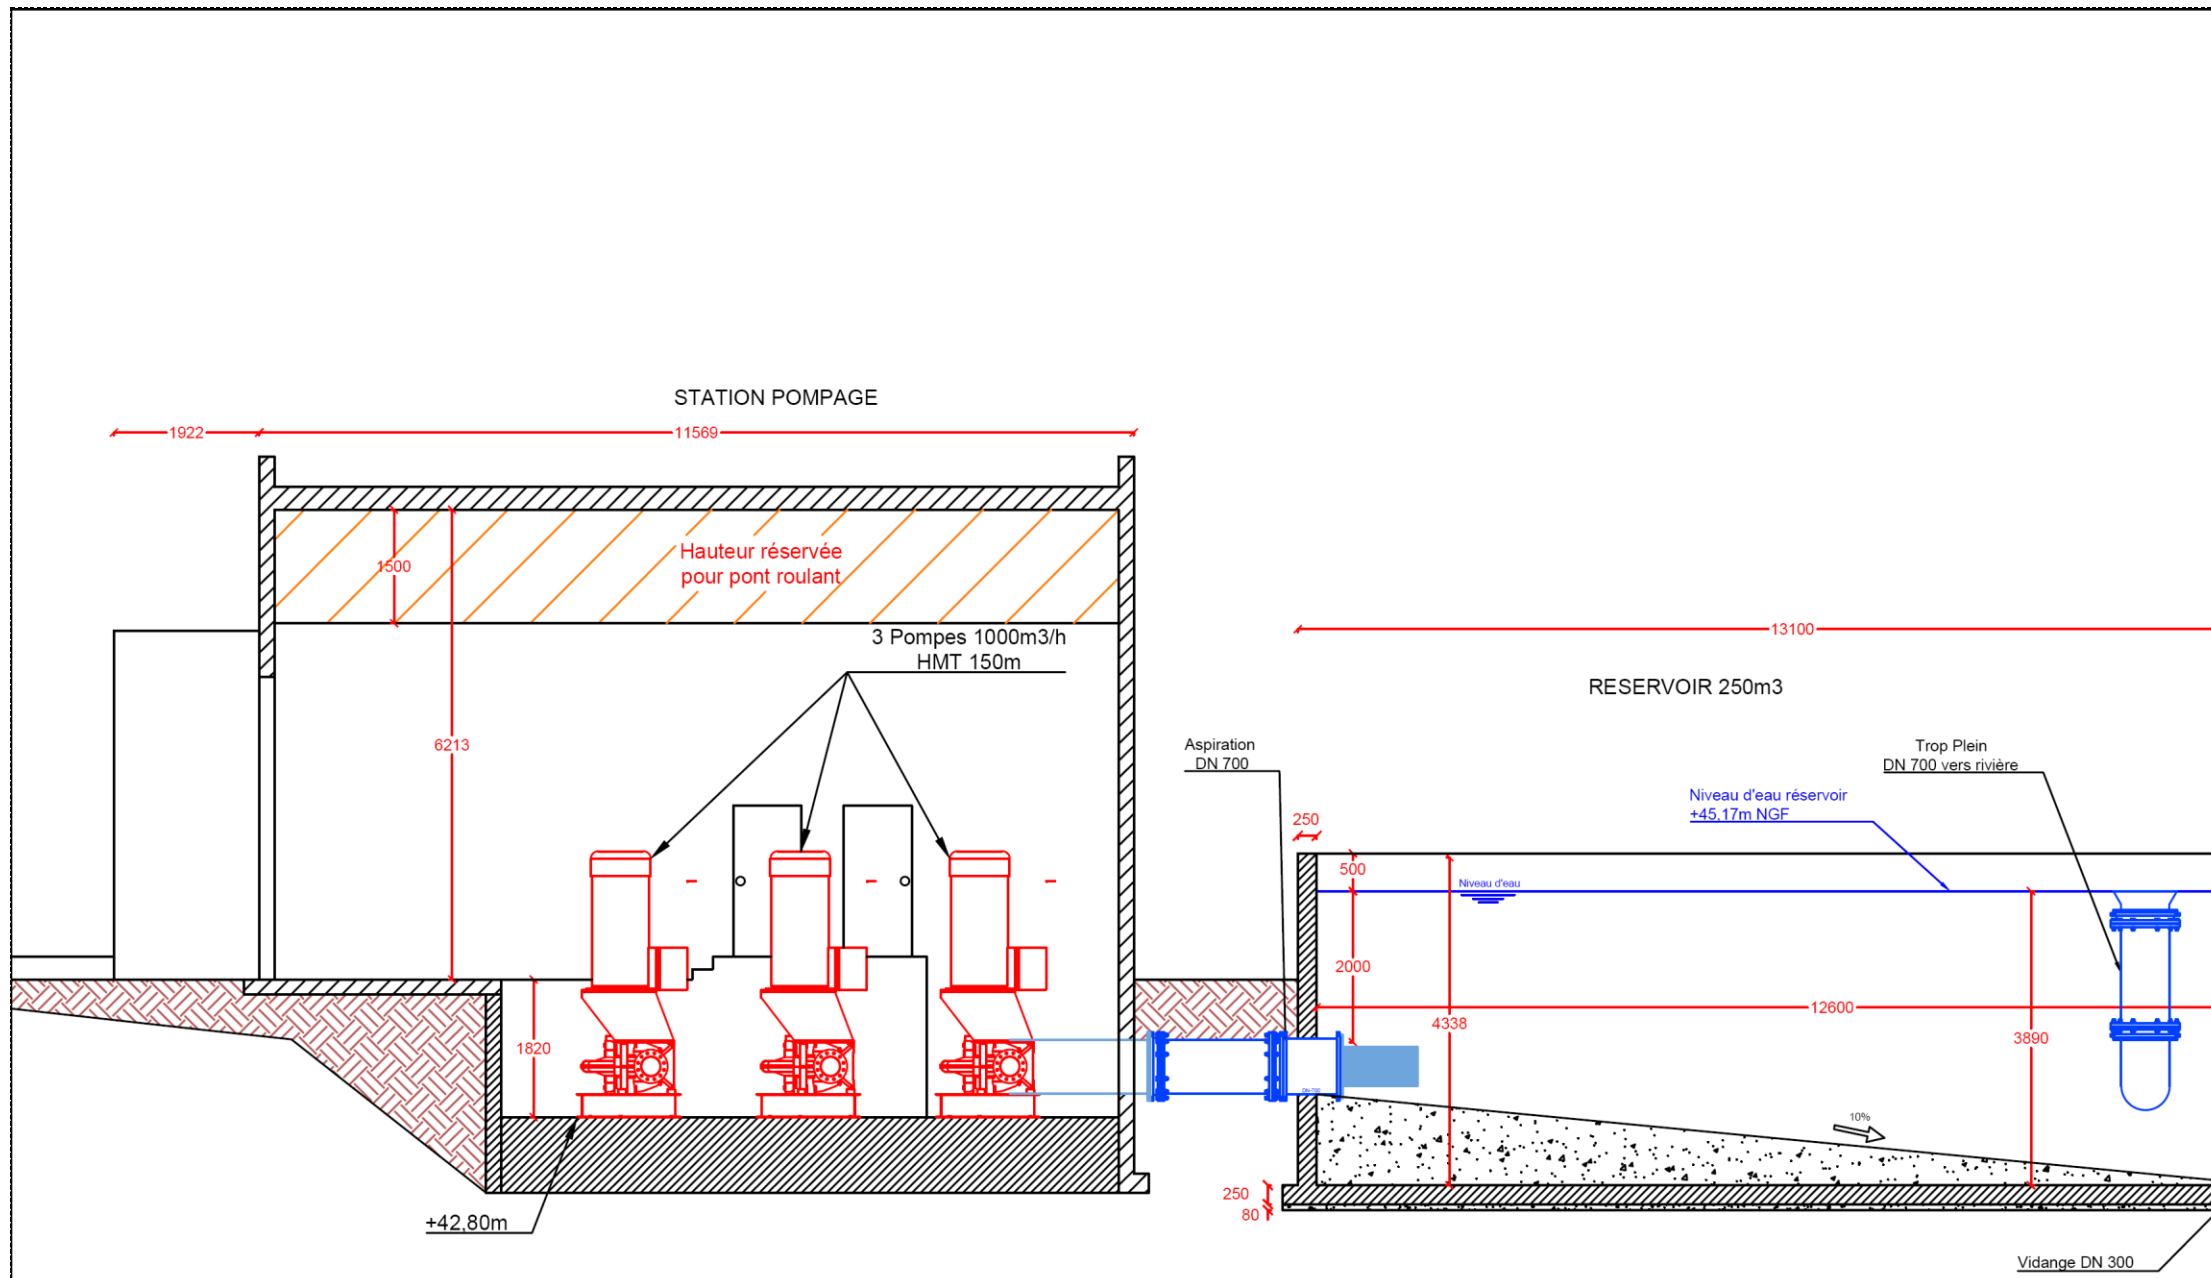 STATION POMPAGE
1922
11569
Hauteur réservée
pour pont roulant
1500
3 Pompes 1000m3/h
HMT 150m
13100
RESERVOIR 250m3
6213
Aspiration
DN 700
Trop Plein
DN 700 vers rivière
Niveau d'eau réservoir
+45,17m NGF
250
500
Niveau d'eau
2000
12600
4338
3890
1820
DN-700
10%
250
80
+42,80m
Vidange DN 300